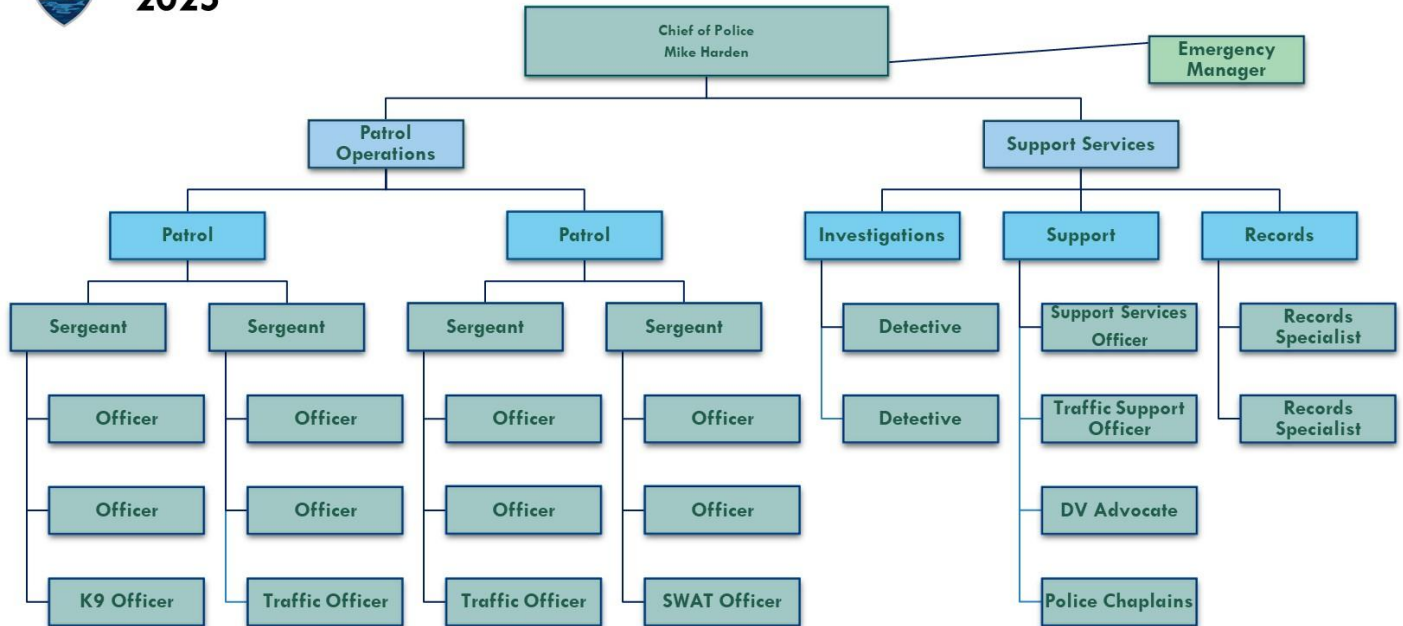 2025
Chief of Police
Mike Harden
Emergency
Manager
Patrol
Operations
Support Services
Patrol
Patrol
Investigations
Support
Records
Sergeant
Sergeant
Sergeant
Sergeant
Detective
Support Services
Officer
Records
Specialist
Officer
Officer
Officer
Officer
Detective
Traffic Support
Officer
Records
Specialist
Officer
Officer
Officer
Officer
DV Advocate
K9 Officer
Traffic Officer
Traffic Officer
SWAT Officer
Police Chaplains